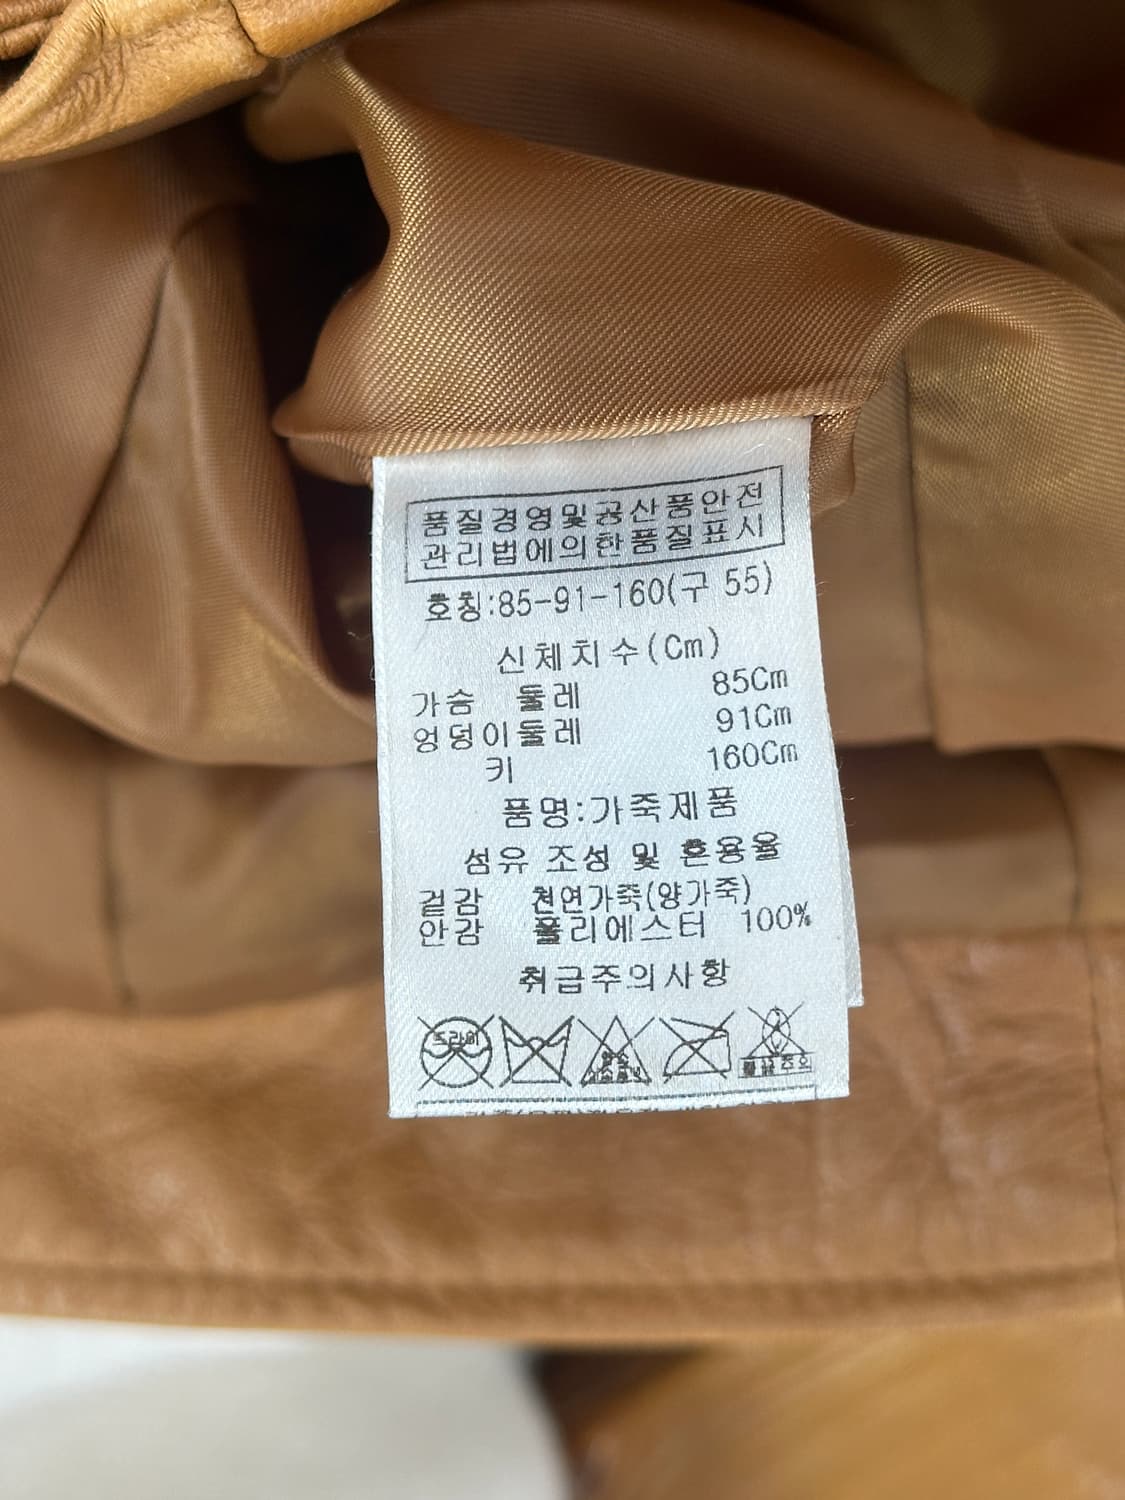 품질경영및공산품안전
관리법에의한품질표시
호칭:85-91-160(구 55)
신체치수(Cm)
가슴 둘레 85Cm
엉덩이둘레 91Cm
키 160Cm
품명:가죽제품
섬유 조성 및 혼용율
겉감 천연가죽(양가죽)
안감 폴리에스터 100%
취급주의사항
드라이